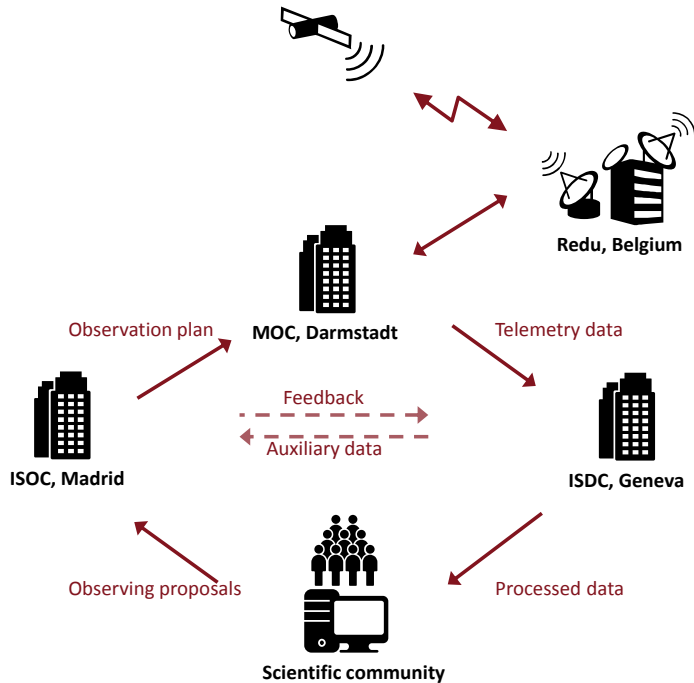 Redu, Belgium
MOC, Darmstadt
Observation plan
Telemetry data
Feedback
Auxiliary data
ISOC, Madrid
ISDC, Geneva
Observing proposals
Processed data
Scientific community